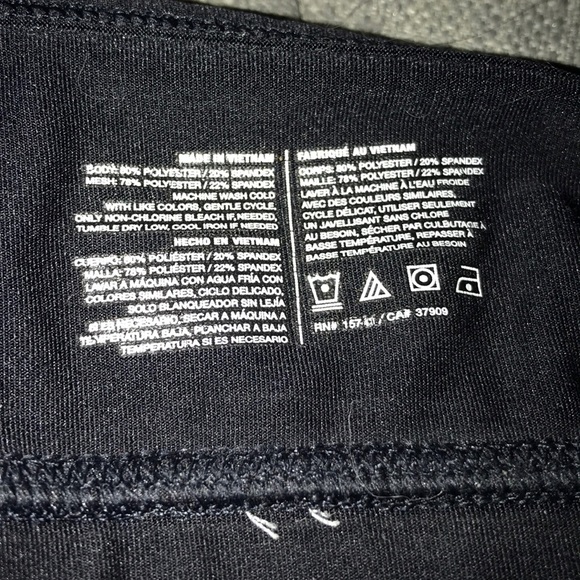 MADE IN VIETNAM
BODY: 80% POLYESTER / 20% SPANDEX
MESH: 78% POLYESTER / 22% SPANDEX
MACHINE WASH COLD,
WITH LIKE COLORS, GENTLE CYCLE,
ONLY NON-CHLORINE BLEACH IF NEEDED,
TUMBLE DRY LOW, COOL IRON IF NEEDED
HECHO EN VIETNAM
CUERPO: 80% POLIÉSTER / 20% SPANDEX
MALLA: 78% POLIÉSTER / 22% SPANDEX
LAVAR A MÁQUINA CON AGUA FRÍA CON
COLORES SIMILARES, CICLO DELICADO,
SOLO BLANQUEADOR SIN LEJÍA
SI ES NECESARIO, SECAR A MÁQUINA A
TEMPERATURA BAJA, PLANCHAR A BAJA
TEMPERATURA SI ES NECESARIO
FABRIQUÉ AU VIETNAM
CORPS: 80% POLYESTER / 20% SPANDEX
MAILLE: 78% POLYESTER / 22% SPANDEX
LAVER À LA MACHINE À L'EAU FROIDE
AVEC DES COULEURS SIMILAIRES,
CYCLE DÉLICAT, UTILISER SEULEMENT
UN JAVELLISANT SANS CHLORE
AU BESOIN, SÉCHER PAR CULBUTAGE À
BASSE TEMPÉRATURE, REPASSER À
BASSE TEMPÉRATURE AU BESOIN
RN# / CA# 37909